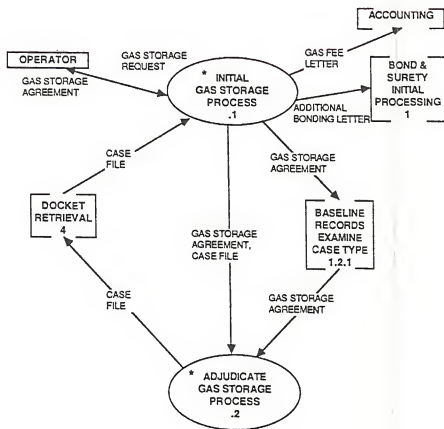 ACCOUNTING
GAS STORAGE
REQUEST
GAS FEE
LETTER
OPERATOR
* INITIAL
GAS STORAGE
PROCESS
.1
BOND &
SURETY
INITIAL
PROCESSING
1
GAS STORAGE
AGREEMENT
ADDITIONAL
BONDING LETTER
CASE
FILE
GAS STORAGE
AGREEMENT
DOCKET
RETRIEVAL
4
GAS STORAGE
AGREEMENT,
CASE FILE
BASELINE
RECORDS
EXAMINE
CASE TYPE
1.2.1
CASE
FILE
GAS STORAGE
AGREEMENT
* ADJUDICATE
GAS STORAGE
PROCESS
.2